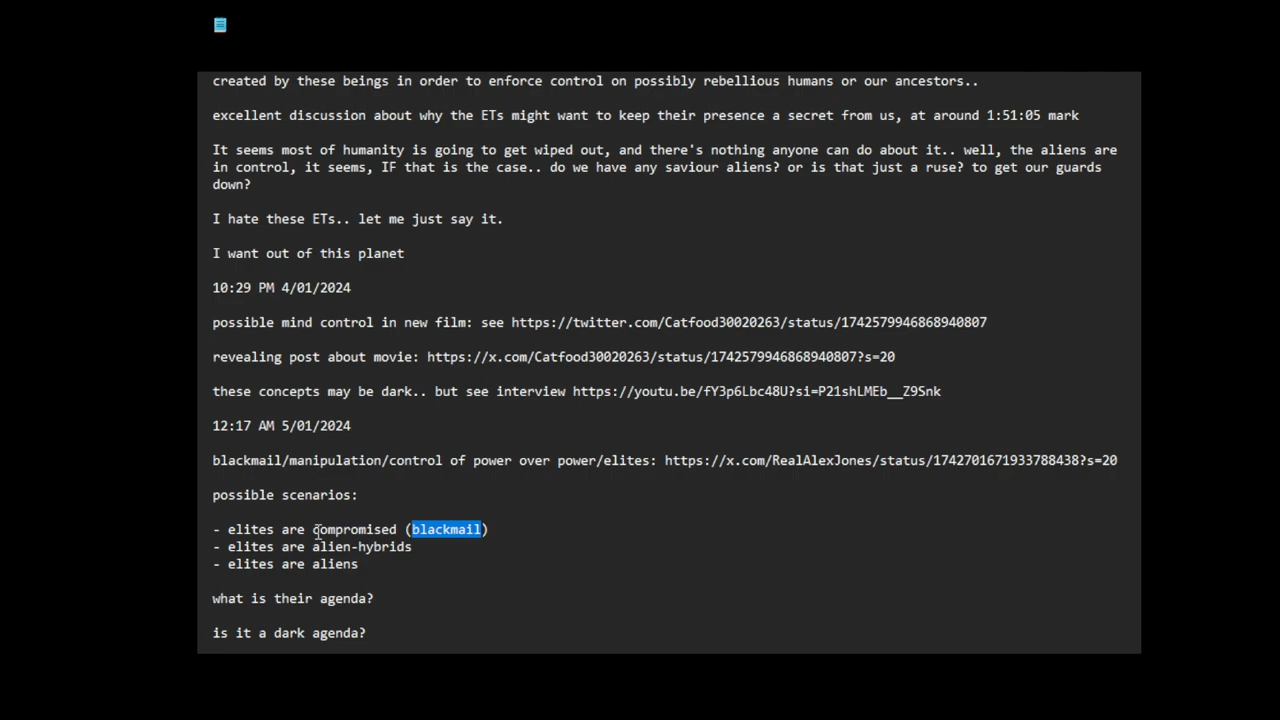 created by these beings in order to enforce control on possibly rebellious humans or our ancestors..
excellent discussion about why the ETs might want to keep their presence a secret from us, at around 1:51:05 mark
It seems most of humanity is going to get wiped out, and there's nothing anyone can do about it.. well, the aliens are
in control, it seems, IF that is the case.. do we have any saviour aliens? or is that just a ruse? to get our guards
down?
I hate these ETs.. let me just say it.
I want out of this planet
10:29 PM 4/01/2024
possible mind control in new film: see https://twitter.com/Catfood30020263/status/1742579946868940807
revealing post about movie: https://x.com/Catfood30020263/status/1742579946868940807?s=20
these concepts may be dark.. but see interview https://youtu.be/fY3p6Lbc48U?si=P21shLMEb__Z9Snk
12:17 AM 5/01/2024
blackmail/manipulation/control of power over power/elites: https://x.com/RealAlexJones/status/1742701671933788438?s=20
possible scenarios:
- elites are compromised (blackmail)
- elites are alien-hybrids
- elites are aliens
what is their agenda?
is it a dark agenda?